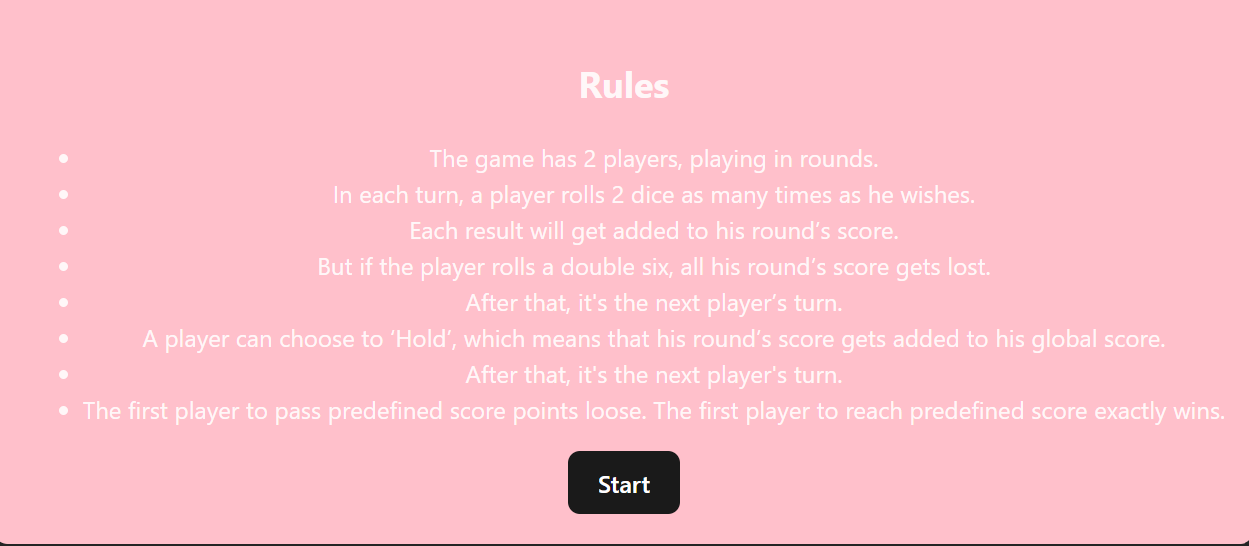 Rules
• The game has 2 players, playing in rounds.
• In each turn, a player rolls 2 dice as many times as he wishes.
• Each result will get added to his round’s score.
• But if the player rolls a double six, all his round’s score gets lost.
• After that, it's the next player’s turn.
• A player can choose to ‘Hold’, which means that his round’s score gets added to his global score.
• After that, it's the next player's turn.
• The first player to pass predefined score points loose. The first player to reach predefined score exactly wins.
Start